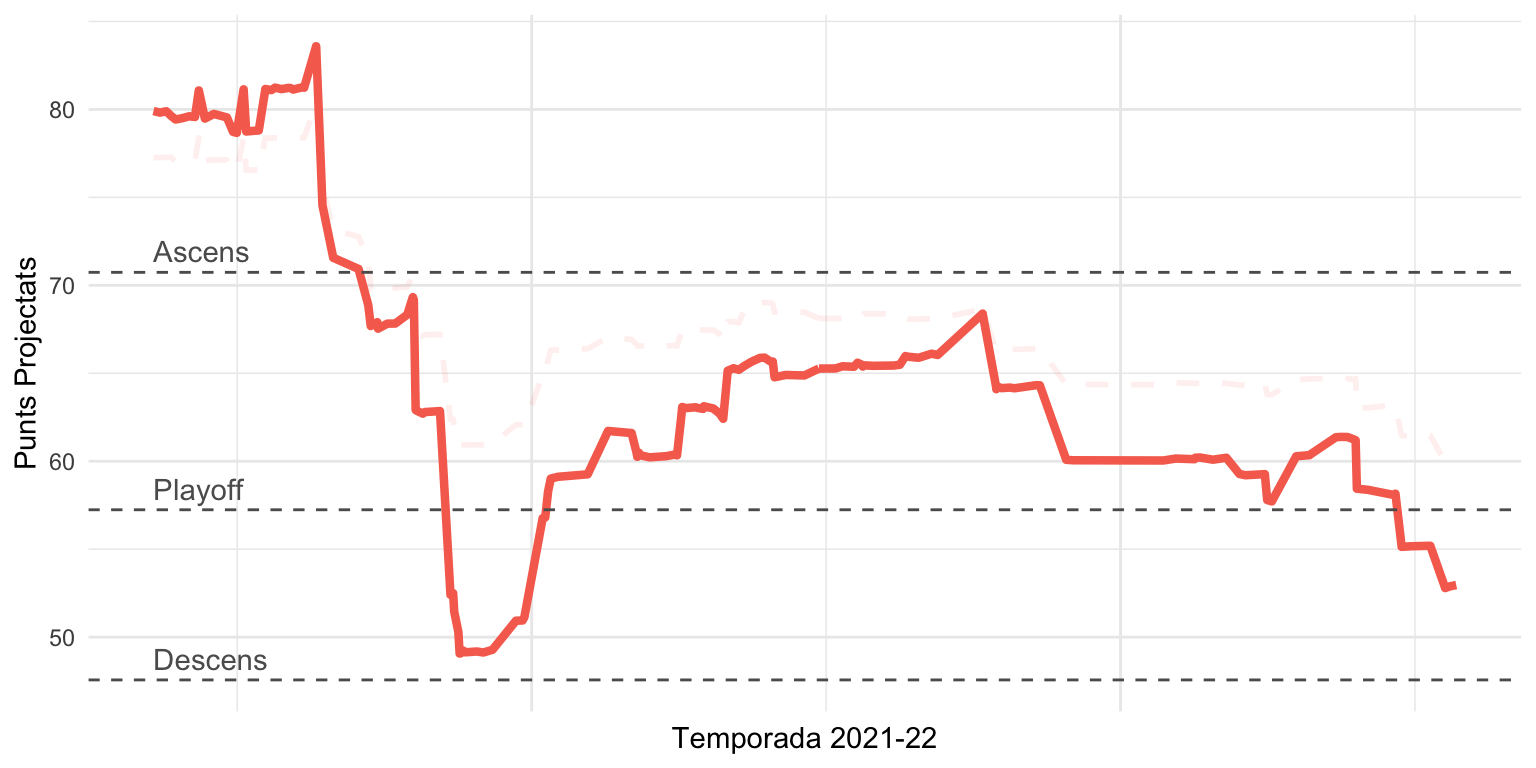 80
Ascens
70
Punts Projectats
60
Playoff
50
Descens
Temporada 2021-22